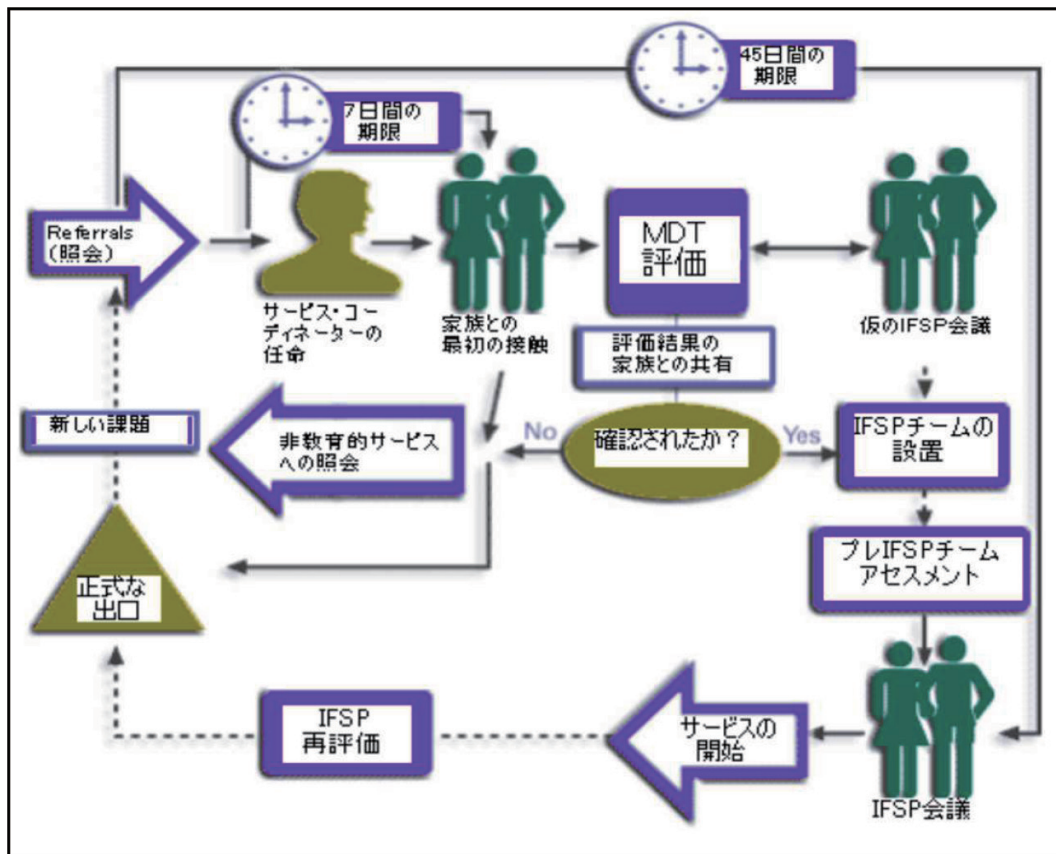 45日間の
期限
7日間の
期限
Referrals
(照会)
サービス・コー
ディネーターの
任命
家族との
最初の接触
MDT
評価
仮のIFSP会議
評価結果の
家族との共有
新しい課題
非教育的サービス
への照会
No
確認されたか？
Yes
IFSPチームの
設置
プレIFSPチーム
アセスメント
正式な
出口
IFSP
再評価
サービスの
開始
IFSP会議